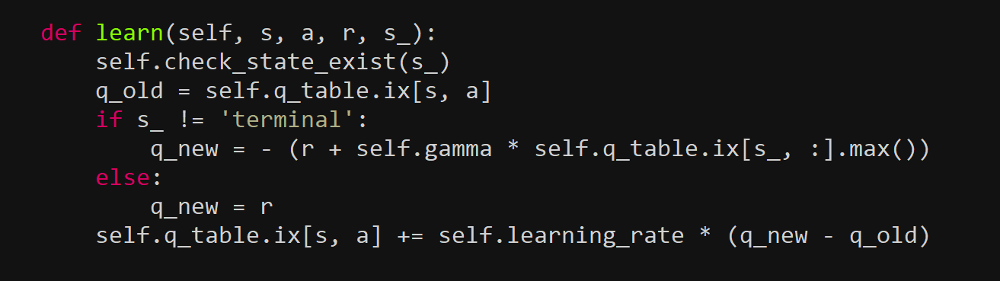 def learn(self, s, a, r, s_):
    self.check_state_exist(s_)
    q_old = self.q_table.ix[s, a]
    if s_ != 'terminal':
        q_new = - (r + self.gamma * self.q_table.ix[s_, :].max())
    else:
        q_new = r
    self.q_table.ix[s, a] += self.learning_rate * (q_new - q_old)